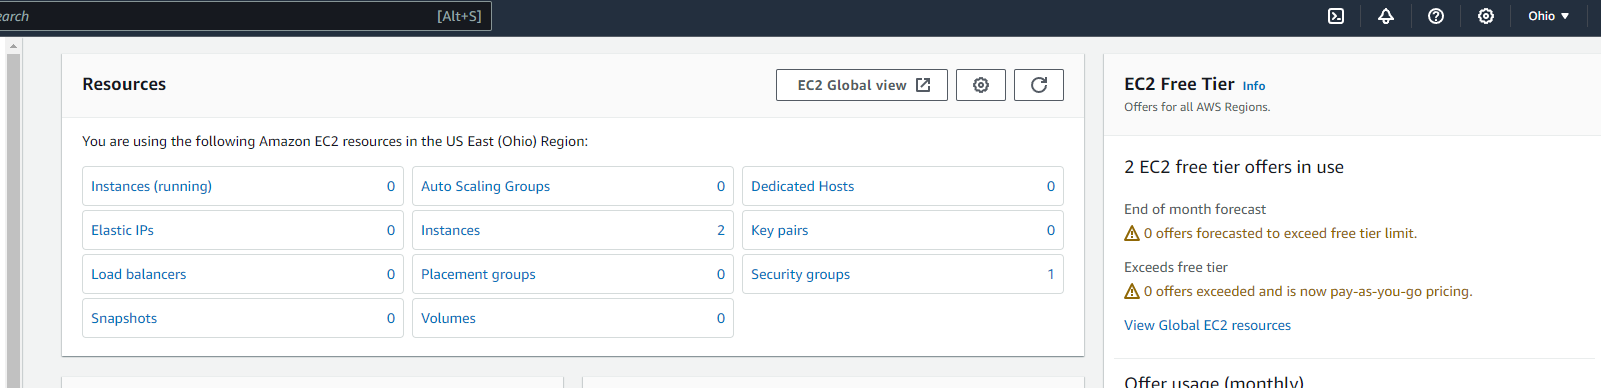 [Alt+S]
Ohio ▼
Resources
EC2 Global view
You are using the following Amazon EC2 resources in the US East (Ohio) Region:
Instances (running) 0
Auto Scaling Groups 0
Dedicated Hosts 0
Elastic IPs 0
Instances 2
Key pairs 0
Load balancers 0
Placement groups 0
Security groups 1
Snapshots 0
Volumes 0
EC2 Free Tier Info
Offers for all AWS Regions.
2 EC2 free tier offers in use
End of month forecast
0 offers forecasted to exceed free tier limit.
Exceeds free tier
0 offers exceeded and is now pay-as-you-go pricing.
View Global EC2 resources
Offer usage (monthly)